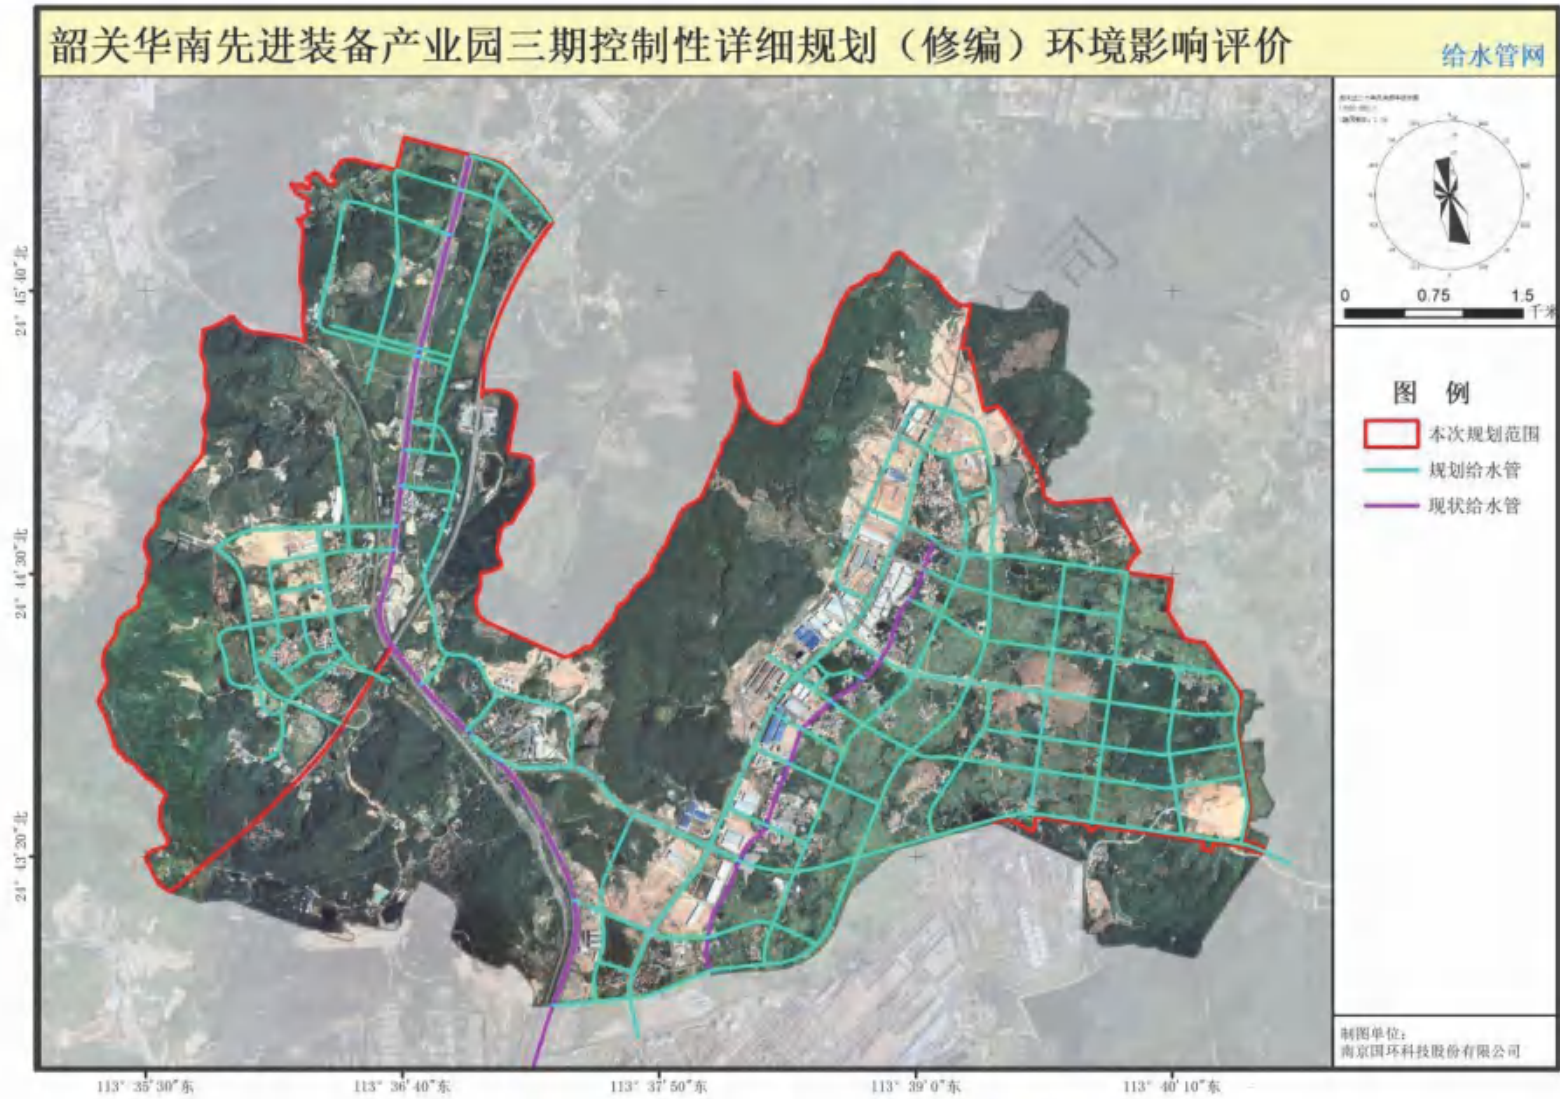 韶关华南先进装备产业园三期控制性详细规划（修编）环境影响评价
给水管网
0 0.75 1.5
千米
图 例
本次规划范围
规划给水管
现状给水管
制图单位：
南京国环科技股份有限公司
24° 45′40″北
24° 44′30″北
24° 43′20″北
113° 35′30″东
113° 36′40″东
113° 37′50″东
113° 39′0″东
113° 40′10″东
司